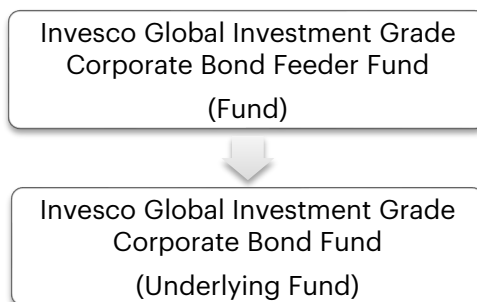 Invesco Global Investment Grade
Corporate Bond Feeder Fund
(Fund)
Invesco Global Investment Grade
Corporate Bond Fund
(Underlying Fund)